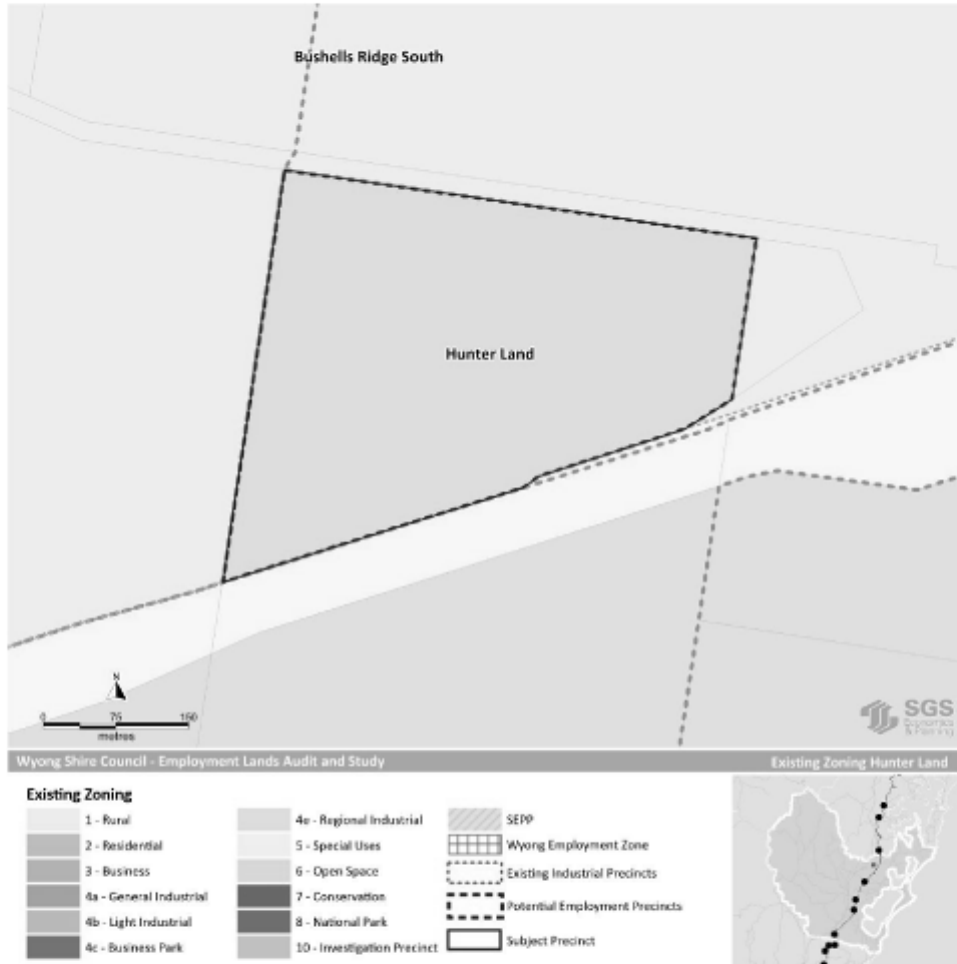 Bushells Ridge South
Hunter Land
N
0 75 150
metres
SGS
Economics
& Planning
Wyong Shire Council - Employment Lands Audit and Study
Existing Zoning Hunter Land
Existing Zoning
1 - Rural
2 - Residential
3 - Business
4a - General Industrial
4b - Light Industrial
4c - Business Park
4e - Regional Industrial
5 - Special Uses
6 - Open Space
7 - Conservation
8 - National Park
10 - Investigation Precinct
SEPP
Wyong Employment Zone
Existing Industrial Precincts
Potential Employment Precincts
Subject Precinct